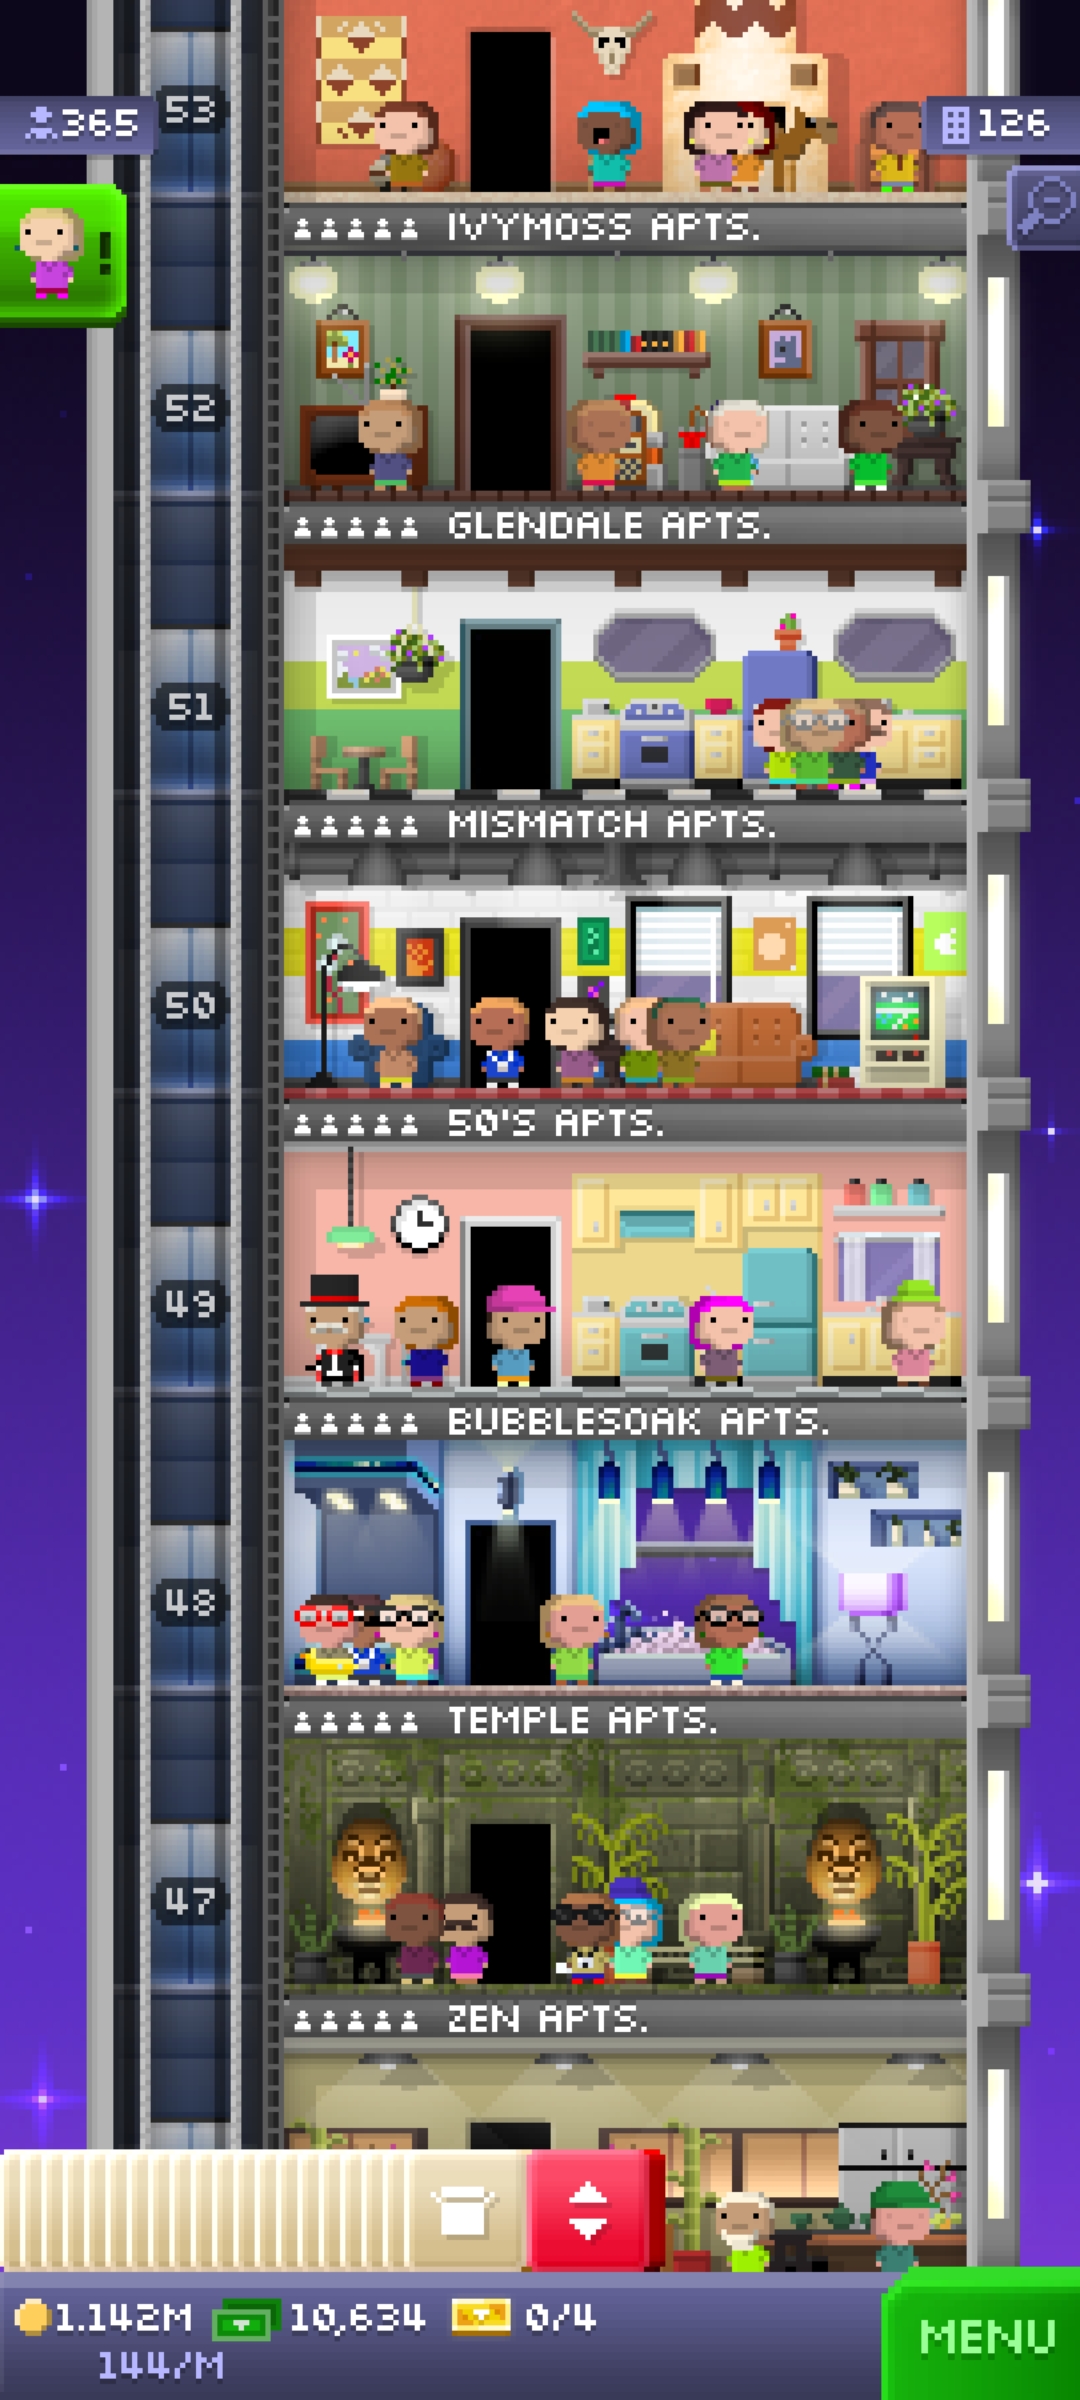 53
365
126
IVYMOSS APTS.
!
52
GLENDALE APTS.
51
MISMATCH APTS.
50
50'S APTS.
49
BUBBLESOAK APTS.
48
TEMPLE APTS.
47
ZEN APTS.
1.142M 10,634 0/4
144/M
MENU